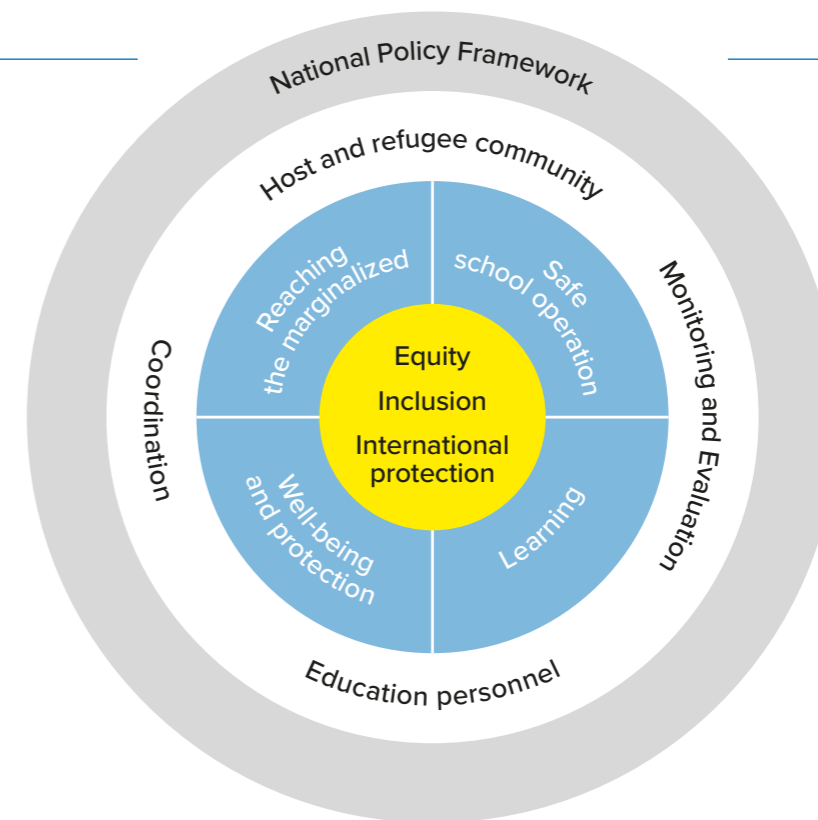 National Policy Framework
Host and refugee community
Reaching
the marginalized
Safe
school operation
Coordination
Equity
Inclusion
International
protection
Monitoring and Evaluation
Well-being
and protection
Learning
Education personnel